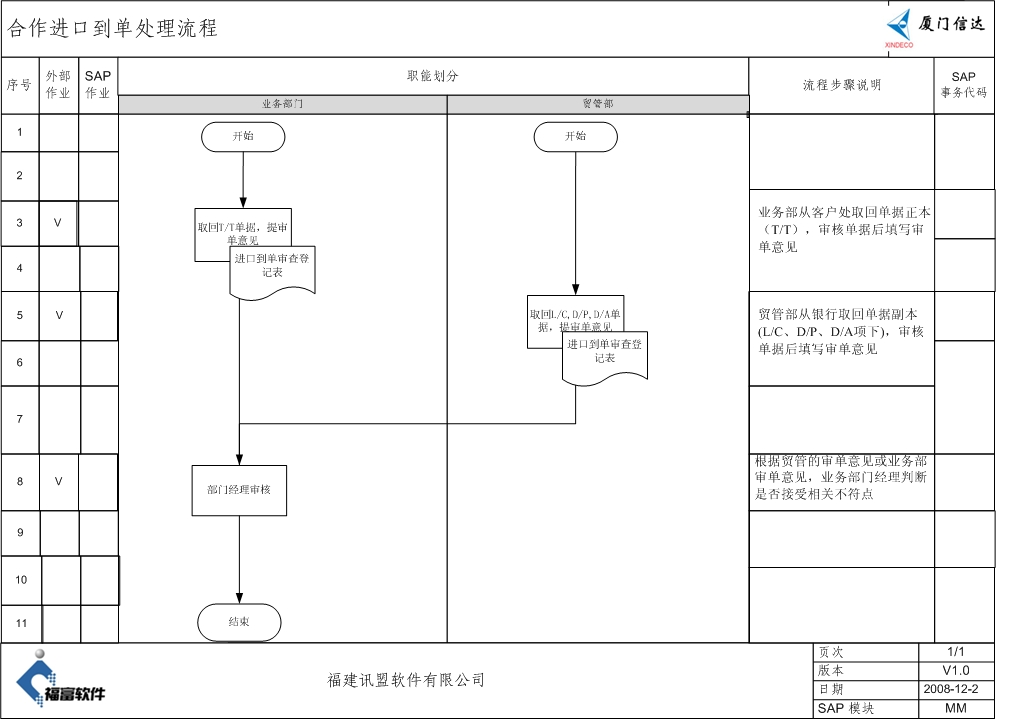 合作进口到单处理流程
厦门信达
XINDECO
序号
外部
作业
SAP
作业
职能划分
业务部门
贸管部
流程步骤说明
SAP
事务代码
1
开始
开始
2
3
V
取回T/T单据，提审
单意见
业务部从客户处取回单据正本
（T/T），审核单据后填写审
单意见
4
进口到单审查登
记表
5
V
取回L/C,D/P,D/A单
据，提审单意见
贸管部从银行取回单据副本
(L/C、D/P、D/A项下)，审核
单据后填写审单意见
6
进口到单审查登
记表
7
8
V
部门经理审核
根据贸管的审单意见或业务部
审单意见，业务部门经理判断
是否接受相关不符点
9
10
11
结束
福富软件
福建讯盟软件有限公司
页次 1/1
版本 V1.0
日期 2008-12-2
SAP 模块 MM